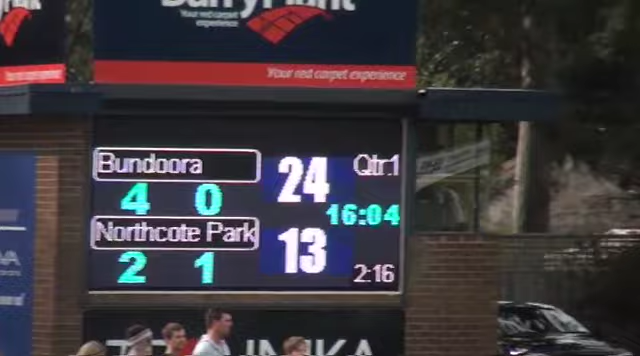 Barry Plant
Your red carpet
experience
Your red carpet experience
Bundoora
24
Qtr.1
4 0
16:04
Northcote Park
13
2 1
2:16